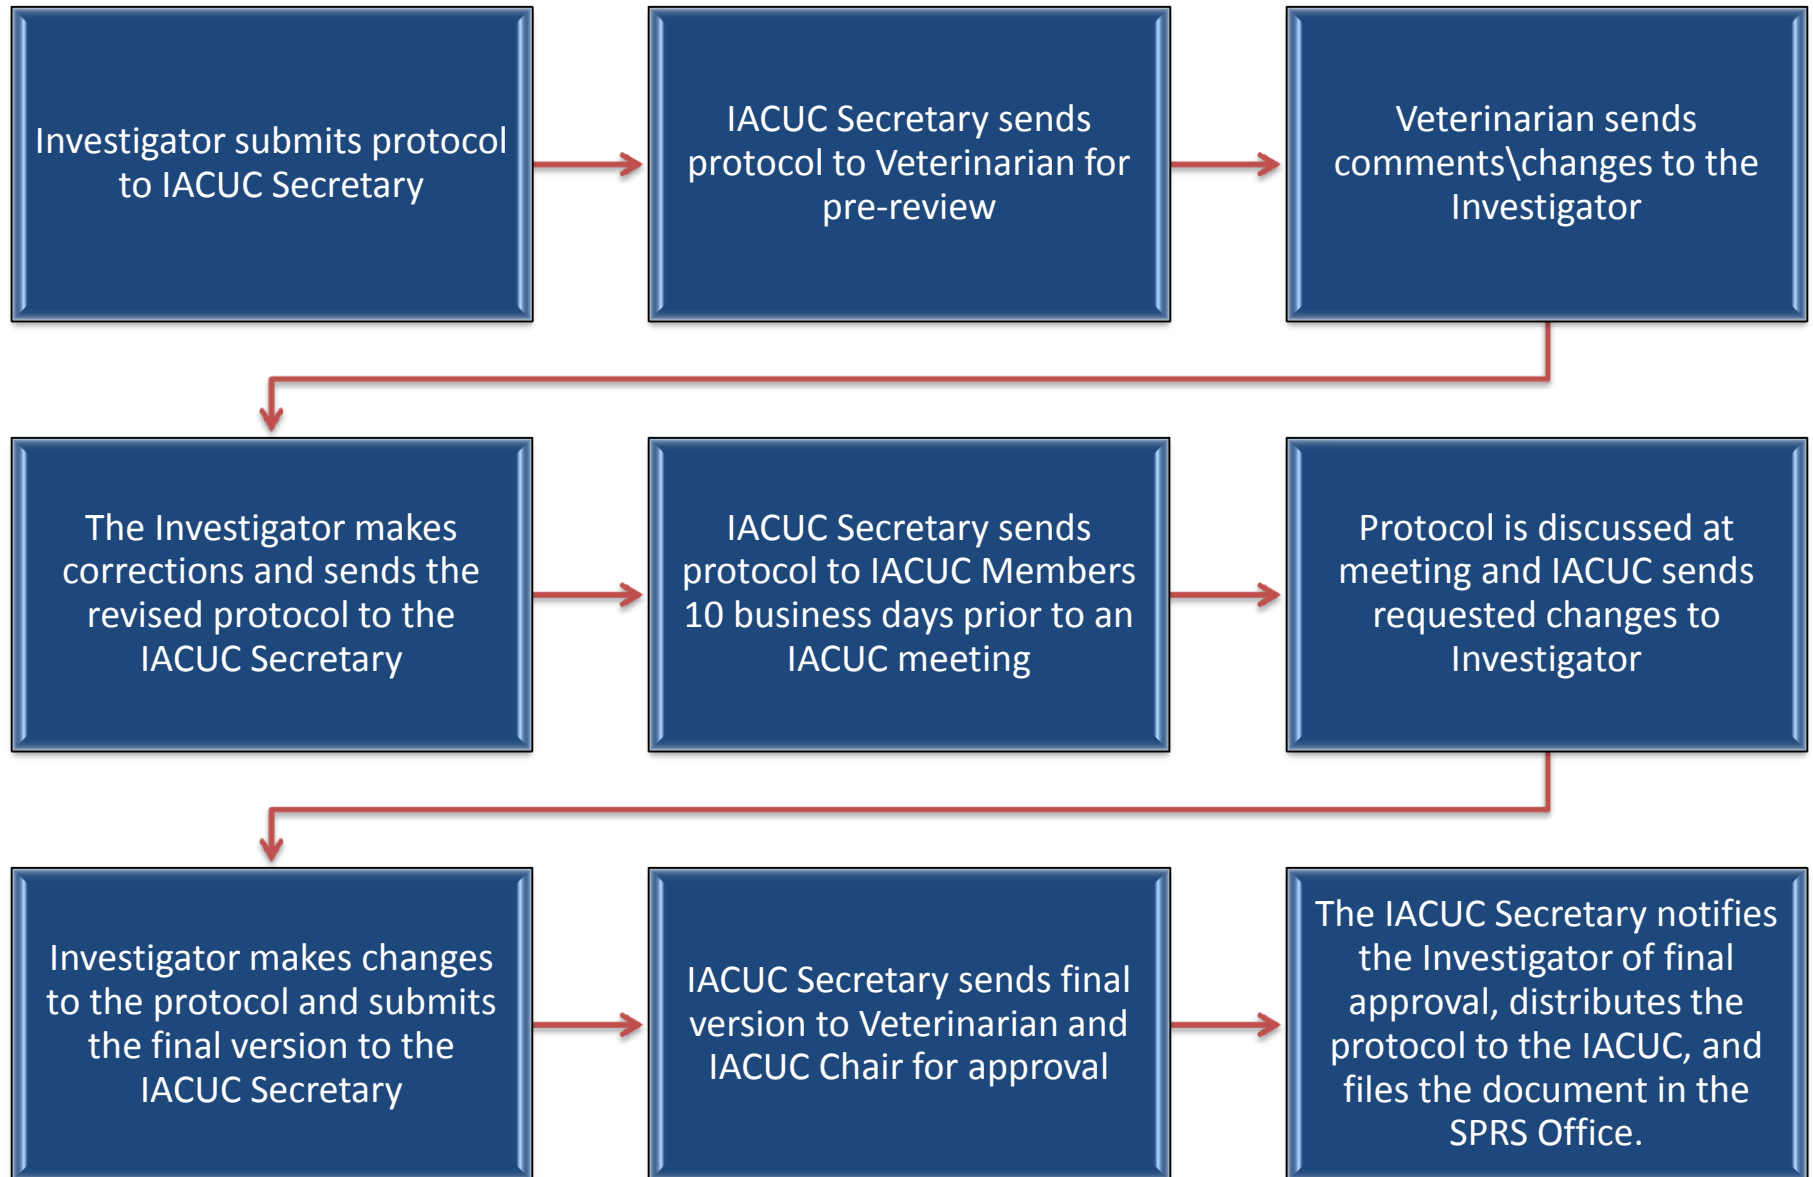 Investigator submits protocol
to IACUC Secretary
IACUC Secretary sends
protocol to Veterinarian for
pre-review
Veterinarian sends
comments\changes to the
Investigator
The Investigator makes
corrections and sends the
revised protocol to the
IACUC Secretary
IACUC Secretary sends
protocol to IACUC Members
10 business days prior to an
IACUC meeting
Protocol is discussed at
meeting and IACUC sends
requested changes to
Investigator
Investigator makes changes
to the protocol and submits
the final version to the
IACUC Secretary
IACUC Secretary sends final
version to Veterinarian and
IACUC Chair for approval
The IACUC Secretary notifies
the Investigator of final
approval, distributes the
protocol to the IACUC, and
files the document in the
SPRS Office.